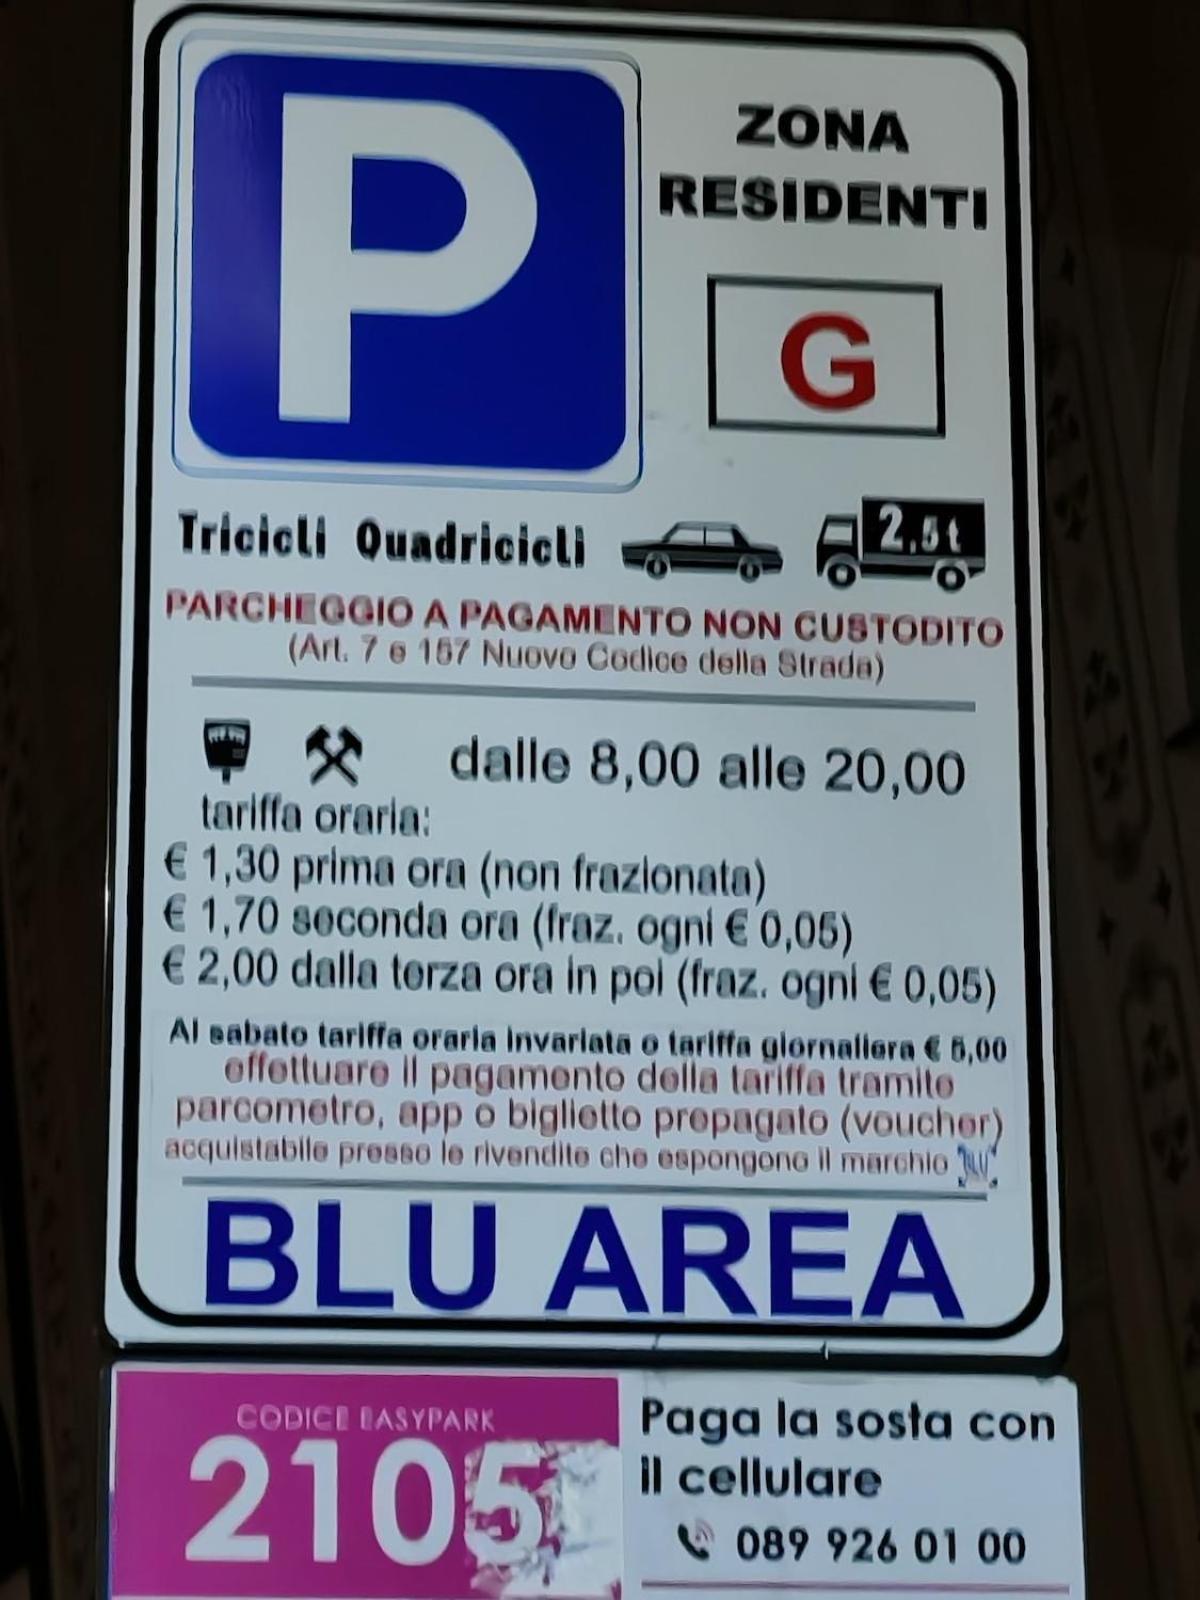 P
ZONA
RESIDENTI
G
Tricicli Quadricicli
2,5t
PARCHEGGIO A PAGAMENTO NON CUSTODITO
(Art. 7 e 157 Nuovo Codice della Strada)
dalle 8,00 alle 20,00
tariffa oraria:
€ 1,30 prima ora (non frazionata)
€ 1,70 seconda ora (fraz. ogni € 0,05)
€ 2,00 dalla terza ora in poi (fraz. ogni € 0,05)
Al sabato tariffa oraria invariata o tariffa giornaliera € 5,00
effettuare il pagamento della tariffa tramite
parcometro, app o biglietto prepagato (voucher)
acquistabile presso le rivendite che espongono il marchio
BLU AREA
CODICE EASYPARK
2105
Paga la sosta con
il cellulare
089 926 01 00